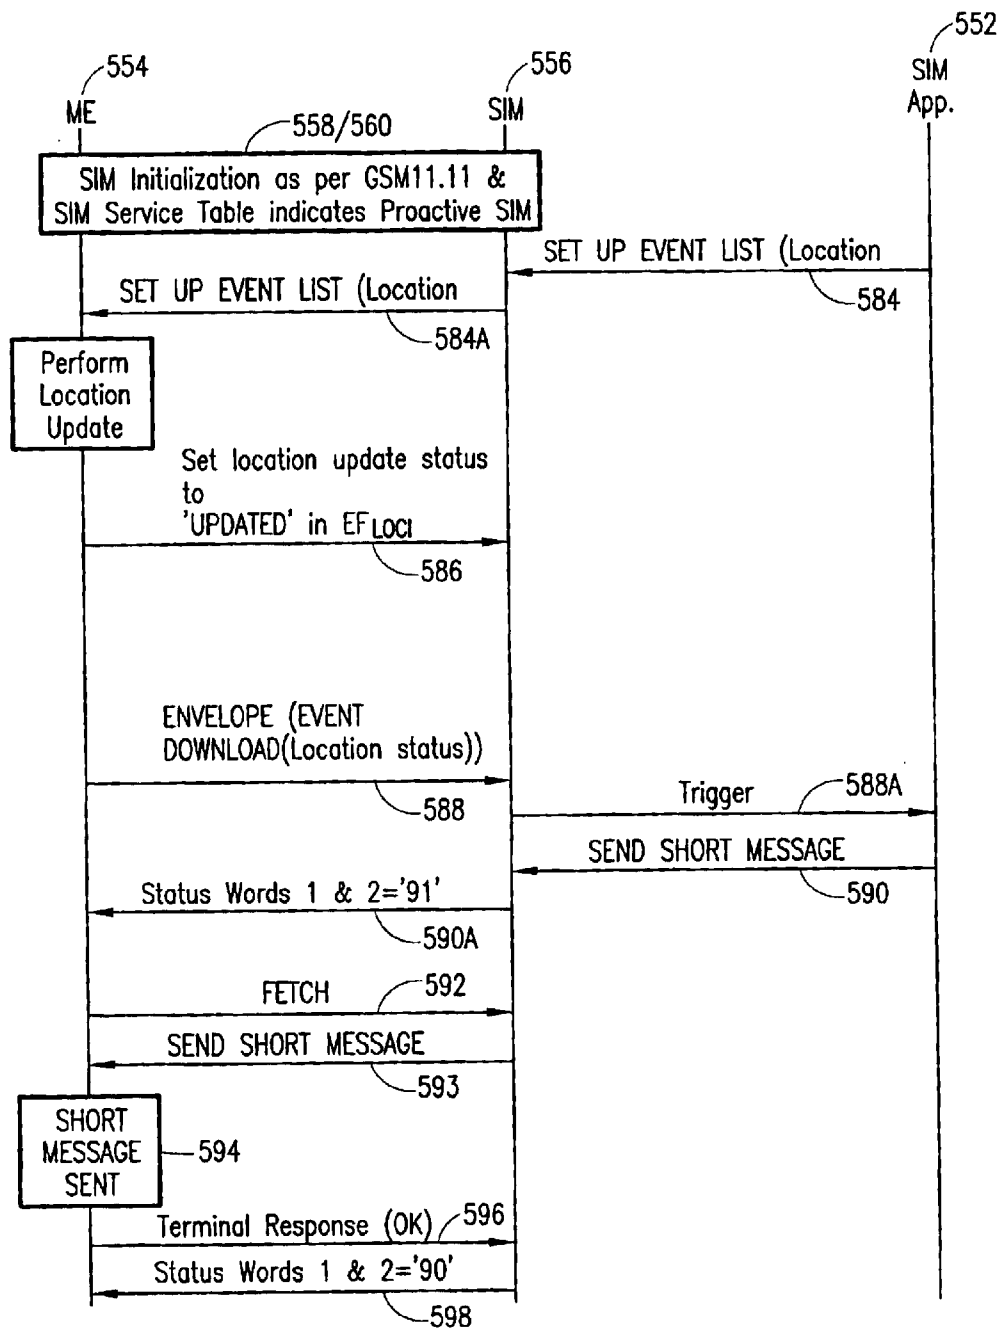 552
SIM
App.
554
ME
556
SIM
558/560
SIM Initialization as per GSM11.11 &
SIM Service Table indicates Proactive SIM
SET UP EVENT LIST (Location
584
SET UP EVENT LIST (Location
584A
Perform
Location
Update
Set location update status
to
'UPDATED' in EFLOCI
586
ENVELOPE (EVENT
DOWNLOAD(Location status))
588
Trigger
588A
SEND SHORT MESSAGE
590
Status Words 1 & 2='91'
590A
FETCH
592
SEND SHORT MESSAGE
593
SHORT
MESSAGE
SENT
594
Terminal Response (OK)
596
Status Words 1 & 2='90'
598